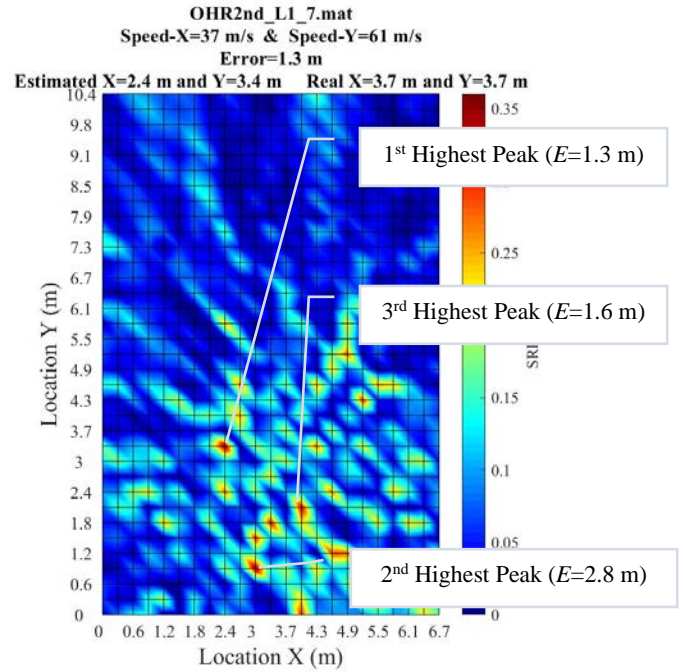 OHR2nd_L1_7.mat
Speed-X=37 m/s & Speed-Y=61 m/s
Error=1.3 m
Estimated X=2.4 m and Y=3.4 m Real X=3.7 m and Y=3.7 m
10.4
9.8
9.1
8.5
7.9
7.3
6.7
6.1
5.5
4.9
4.3
3.7
3
2.4
1.8
1.2
0.6
0
Location Y (m)
0 0.6 1.2 1.8 2.4 3 3.7 4.3 4.9 5.5 6.1 6.7
Location X (m)
0.35
0.25
0.15
0.05
0
1st Highest Peak (E=1.3 m)
3rd Highest Peak (E=1.6 m)
2nd Highest Peak (E=2.8 m)